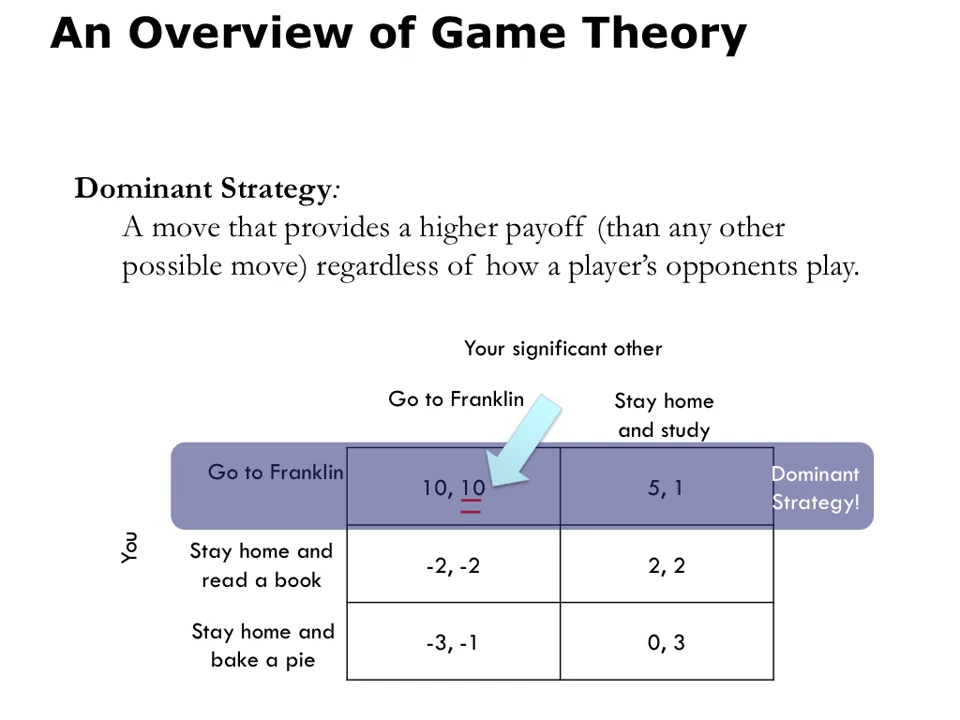 An Overview of Game Theory
Dominant Strategy:
A move that provides a higher payoff (than any other
possible move) regardless of how a player's opponents play.
Your significant other
Go to Franklin
Stay home
and study
Go to Franklin
10, 10
5, 1
Dominant
Strategy!
You
Stay home and
read a book
-2, -2
2, 2
Stay home and
bake a pie
-3, -1
0, 3